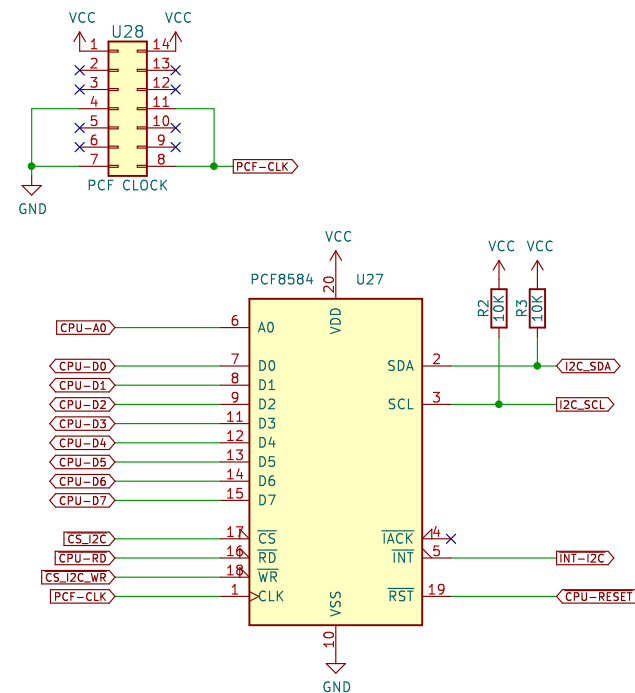 VCC VCC
U28
1 14
2 13
3 12
4 11
5 10
6 9
7 8
PCF-CLK
PCF CLOCK
GND
VCC
VCC VCC
PCF8584 U27
20
R2 10K R3 10K
VDD
CPU-A0 6 A0
CPU-D0 7 D0 SDA 2 I2C_SDA
CPU-D1 8 D1
CPU-D2 9 D2 SCL 3 I2C_SCL
CPU-D3 11 D3
CPU-D4 12 D4
CPU-D5 13 D5
CPU-D6 14 D6
CPU-D7 15 D7
CS_I2C 17 CS IACK 4
CPU-RD 16 RD INT 5 INT-I2C
CS_I2C_WR 18 WR
PCF-CLK 1 CLK RST 19 CPU-RESET
VSS
10
GND